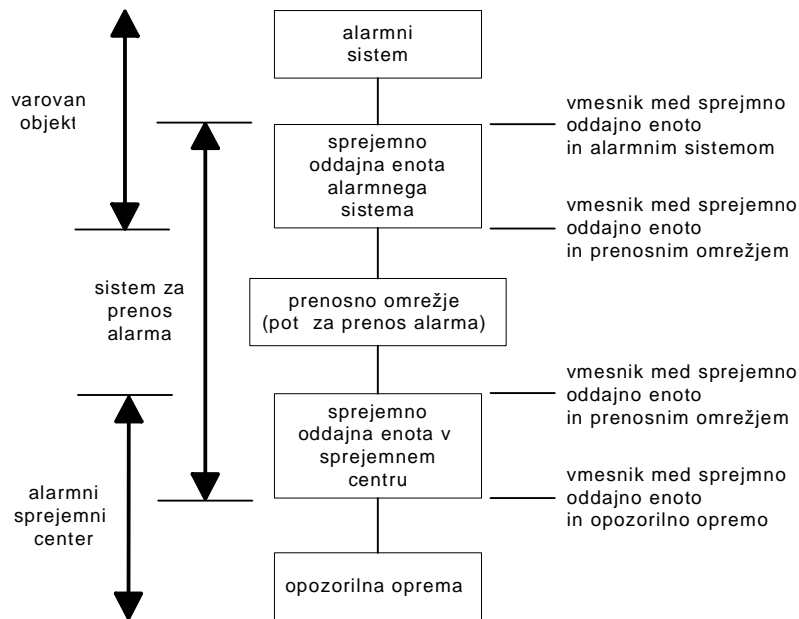 alarmni
sistem
varovan
objekt
vmesnik med sprejmno
oddajno enoto
in alarmnim sistemom
sprejemno
oddajna enota
alarmnega
sistema
vmesnik med sprejemno
oddajno enoto
in prenosnim omrežjem
sistem za
prenos
alarma
prenosno omrežje
(pot za prenos alarma)
vmesnik med sprejemno
oddajno enoto
in prenosnim omrežjem
sprejemno
oddajna enota v
sprejemnem
centru
alarmni
sprejemni
center
vmesnik med sprejmno
oddajno enoto
in opozorilno opremo
opozorilna oprema